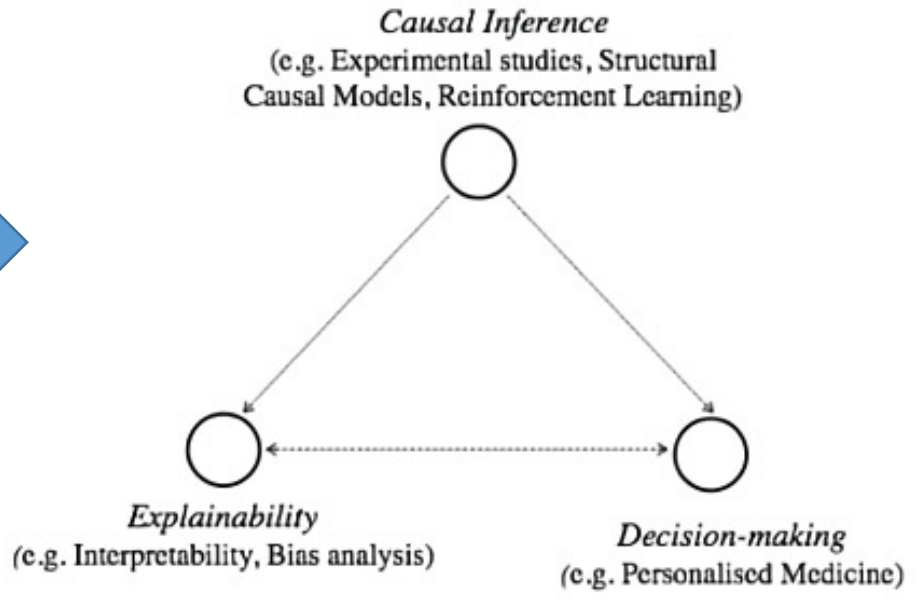 Causal Inference
(e.g. Experimental studies, Structural
Causal Models, Reinforcement Learning)
Explainability
(e.g. Interpretability, Bias analysis)
Decision-making
(e.g. Personalised Medicine)